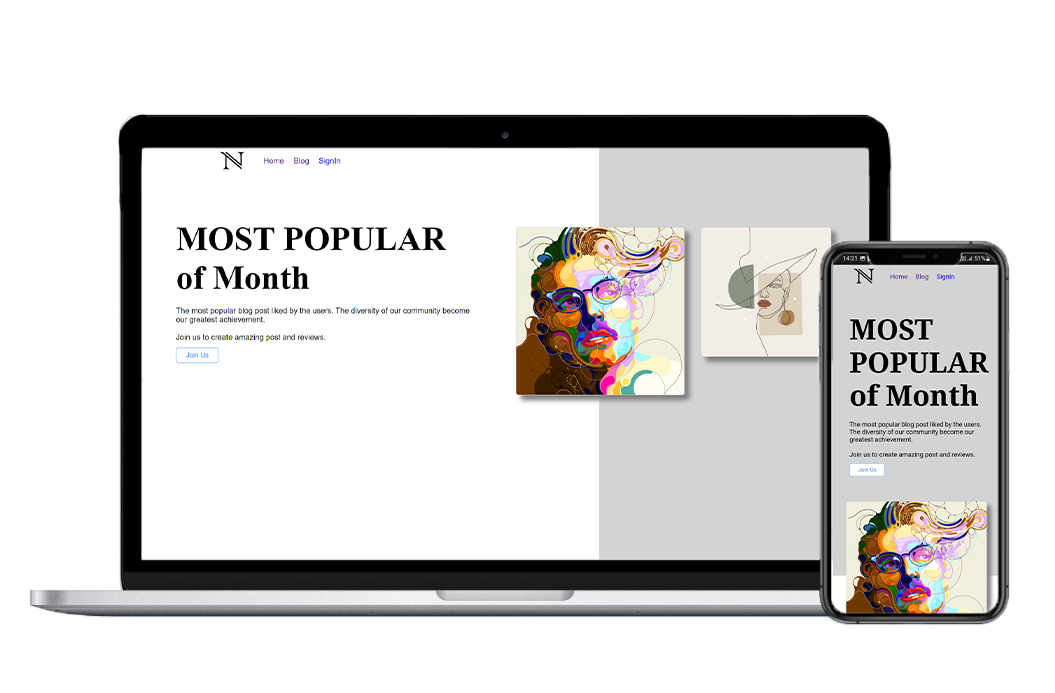 N Home Blog SignIn
MOST POPULAR
of Month
The most popular blog post liked by the users. The diversity of our community become
our greatest achievement.
Join us to create amazing post and reviews.
Join Us
14:21 51%
N Home Blog SignIn
MOST
POPULAR
of Month
The most popular blog post liked by the users.
The diversity of our community become our
greatest achievement.
Join us to create amazing post and reviews.
Join Us